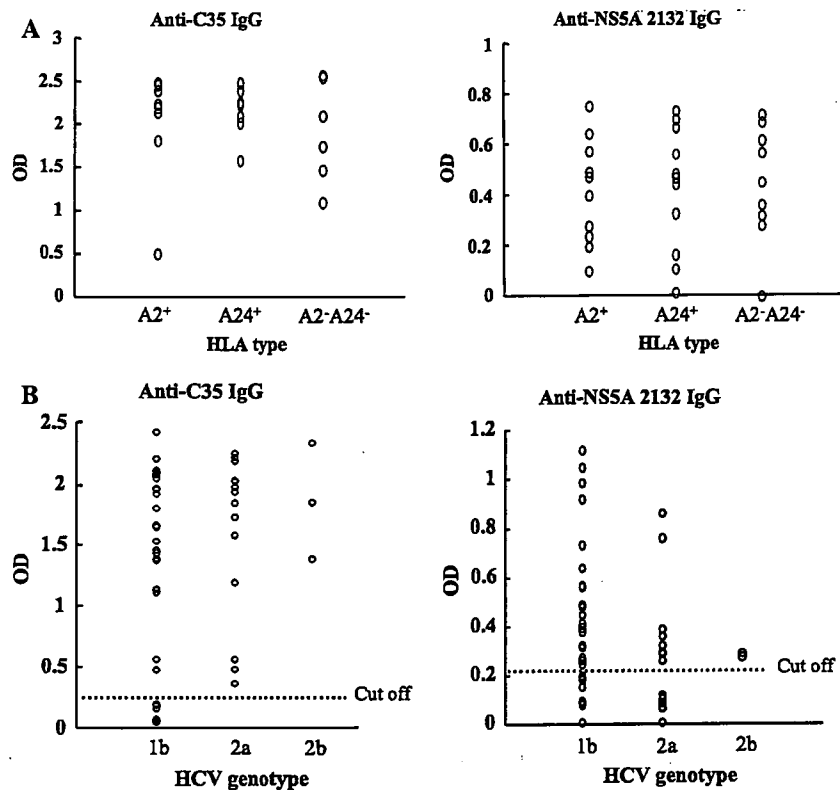 A
Anti-C35 IgG
Anti-NS5A 2132 IgG
3
2.5
2
1.5
1
0.5
0
OD
A2⁺ A24⁺ A2⁻A24⁻
HLA type
1
0.8
0.6
0.4
0.2
0
OD
A2⁺ A24⁺ A2⁻A24⁻
HLA type
B
Anti-C35 IgG
Anti-NS5A 2132 IgG
2.5
2
1.5
1
0.5
0
OD
Cut off
1b 2a 2b
HCV genotype
1.2
1
0.8
0.6
0.4
0.2
0
OD
Cut off
1b 2a 2b
HCV genotype